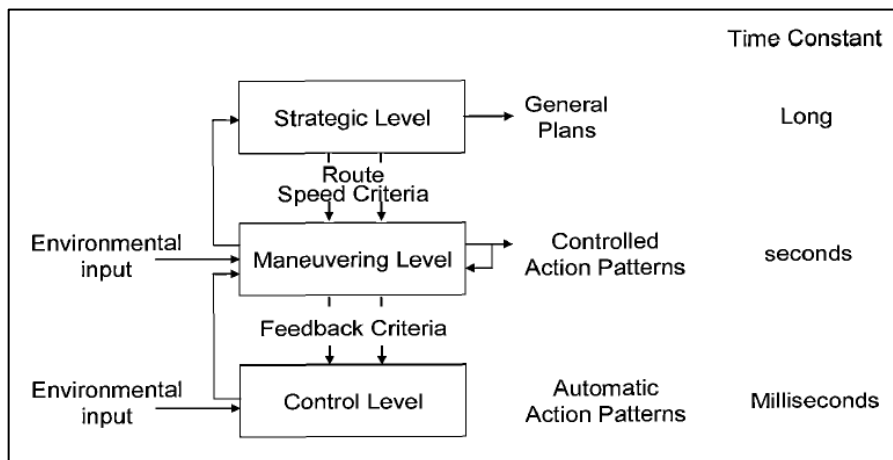 Time Constant
Strategic Level
General
Plans
Long
Route
Speed Criteria
Environmental
input
Maneuvering Level
Controlled
Action Patterns
seconds
Feedback Criteria
Environmental
input
Control Level
Automatic
Action Patterns
Milliseconds